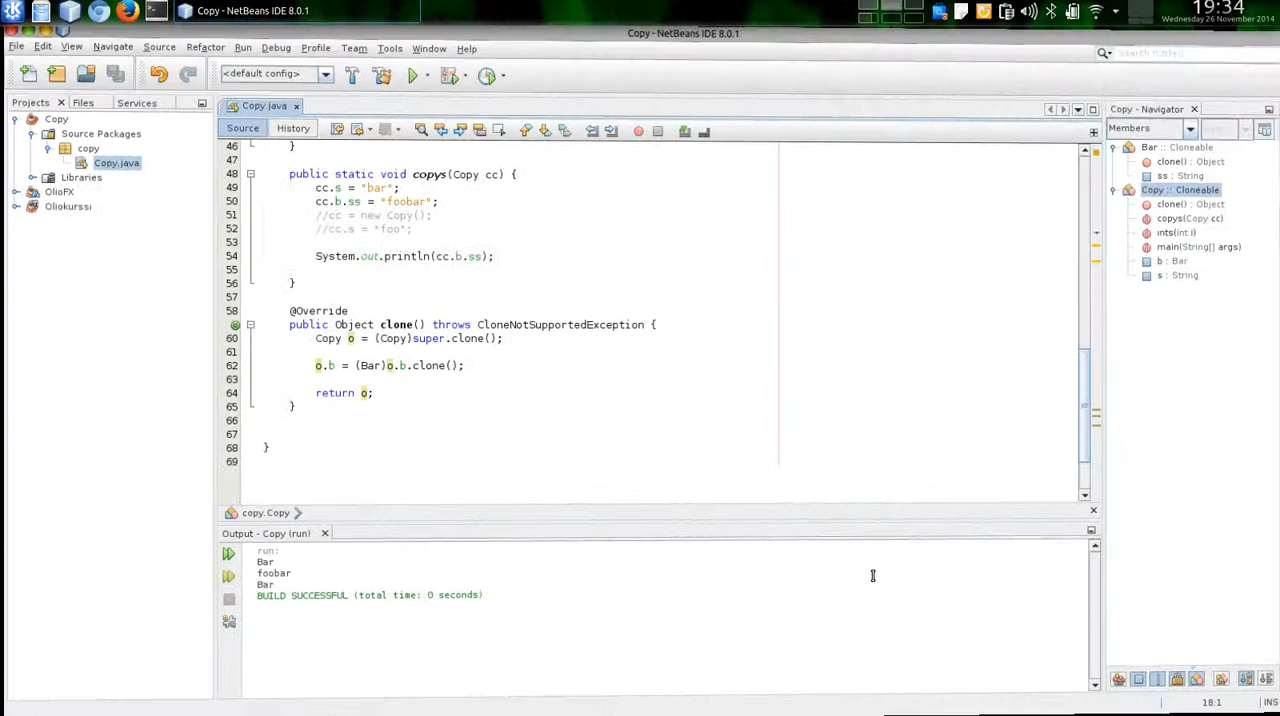 Copy - NetBeans IDE 8.0.1
19:34
Wednesday 26 November 2014
Copy - NetBeans IDE 8.0.1
File Edit View Navigate Source Refactor Run Debug Profile Team Tools Window Help
Search (Ctrl+I)
<default config>
Projects Files Services
Copy.java
Copy - Navigator
Source History
Members
Copy
Source Packages
copy
Copy.java
Libraries
OlioFX
Oliokurssi
46 }
47
48 public static void copys(Copy cc) {
49 cc.s = "bar";
50 cc.b.ss = "foobar";
51 //cc = new Copy();
52 //cc.s = "foo";
53
54 System.out.println(cc.b.ss);
55
56 }
57
58 @Override
public Object clone() throws CloneNotSupportedException {
60 Copy o = (Copy)super.clone();
61
62 o.b = (Bar)o.b.clone();
63
64 return o;
65 }
66
67
68 }
69
Bar :: Cloneable
clone() : Object
ss : String
Copy :: Cloneable
clone() : Object
copys(Copy cc)
ints(int i)
main(String[] args)
b : Bar
s : String
copy.Copy
Output - Copy (run)
run:
Bar
foobar
Bar
BUILD SUCCESSFUL (total time: 0 seconds)
18:1 INS